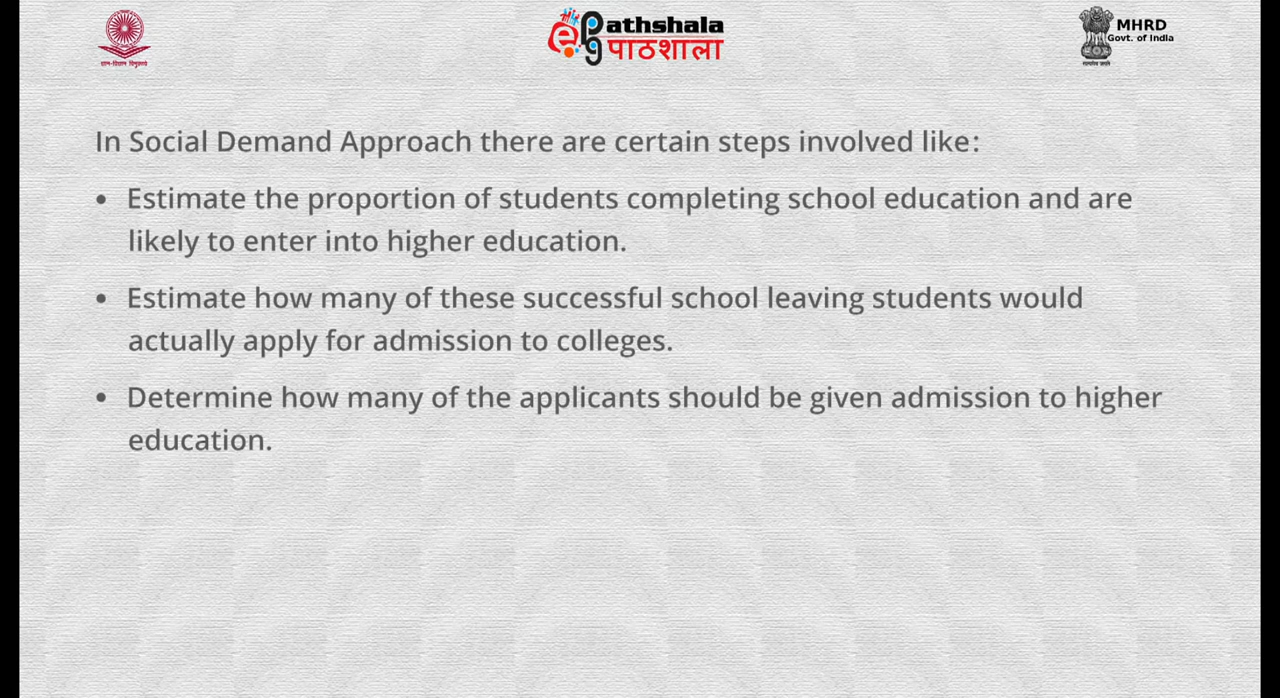 ePG Pathshala
पाठशाला
MHRD
Govt. of India
In Social Demand Approach there are certain steps involved like:
• Estimate the proportion of students completing school education and are
likely to enter into higher education.
• Estimate how many of these successful school leaving students would
actually apply for admission to colleges.
• Determine how many of the applicants should be given admission to higher
education.